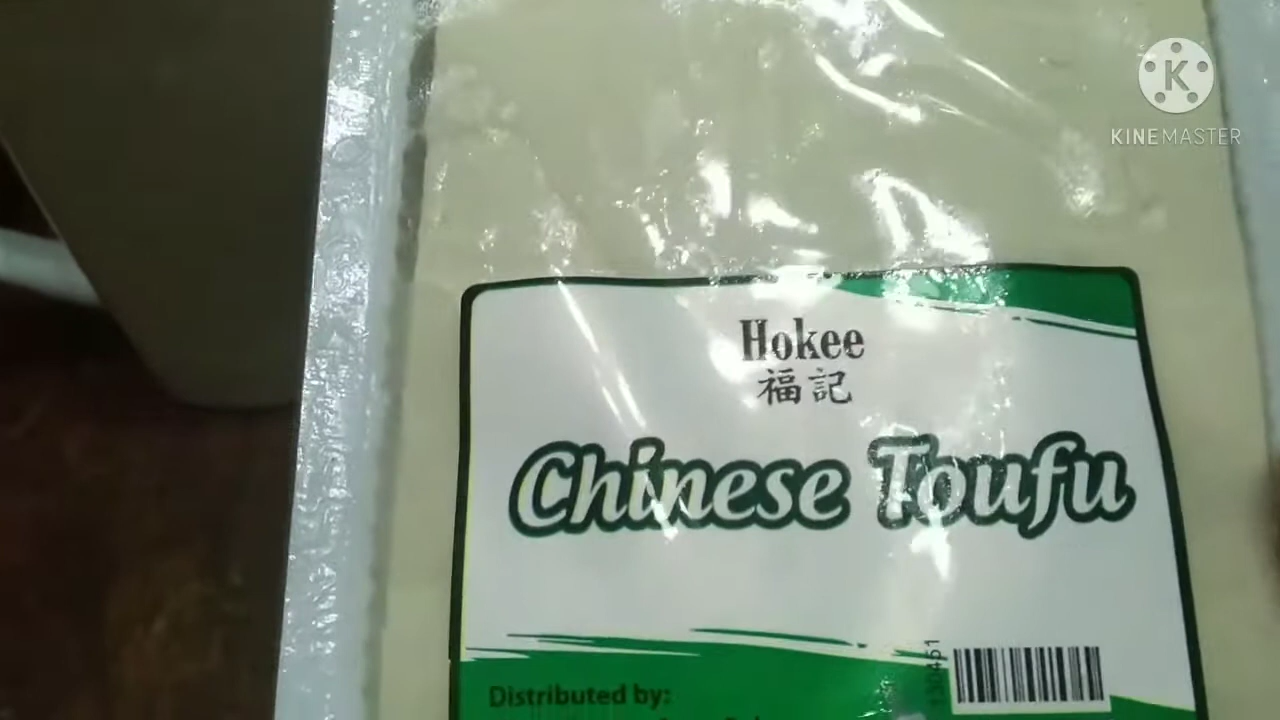 K
KINEMASTER
Hokee
福記
Chinese Toufu
Distributed by: